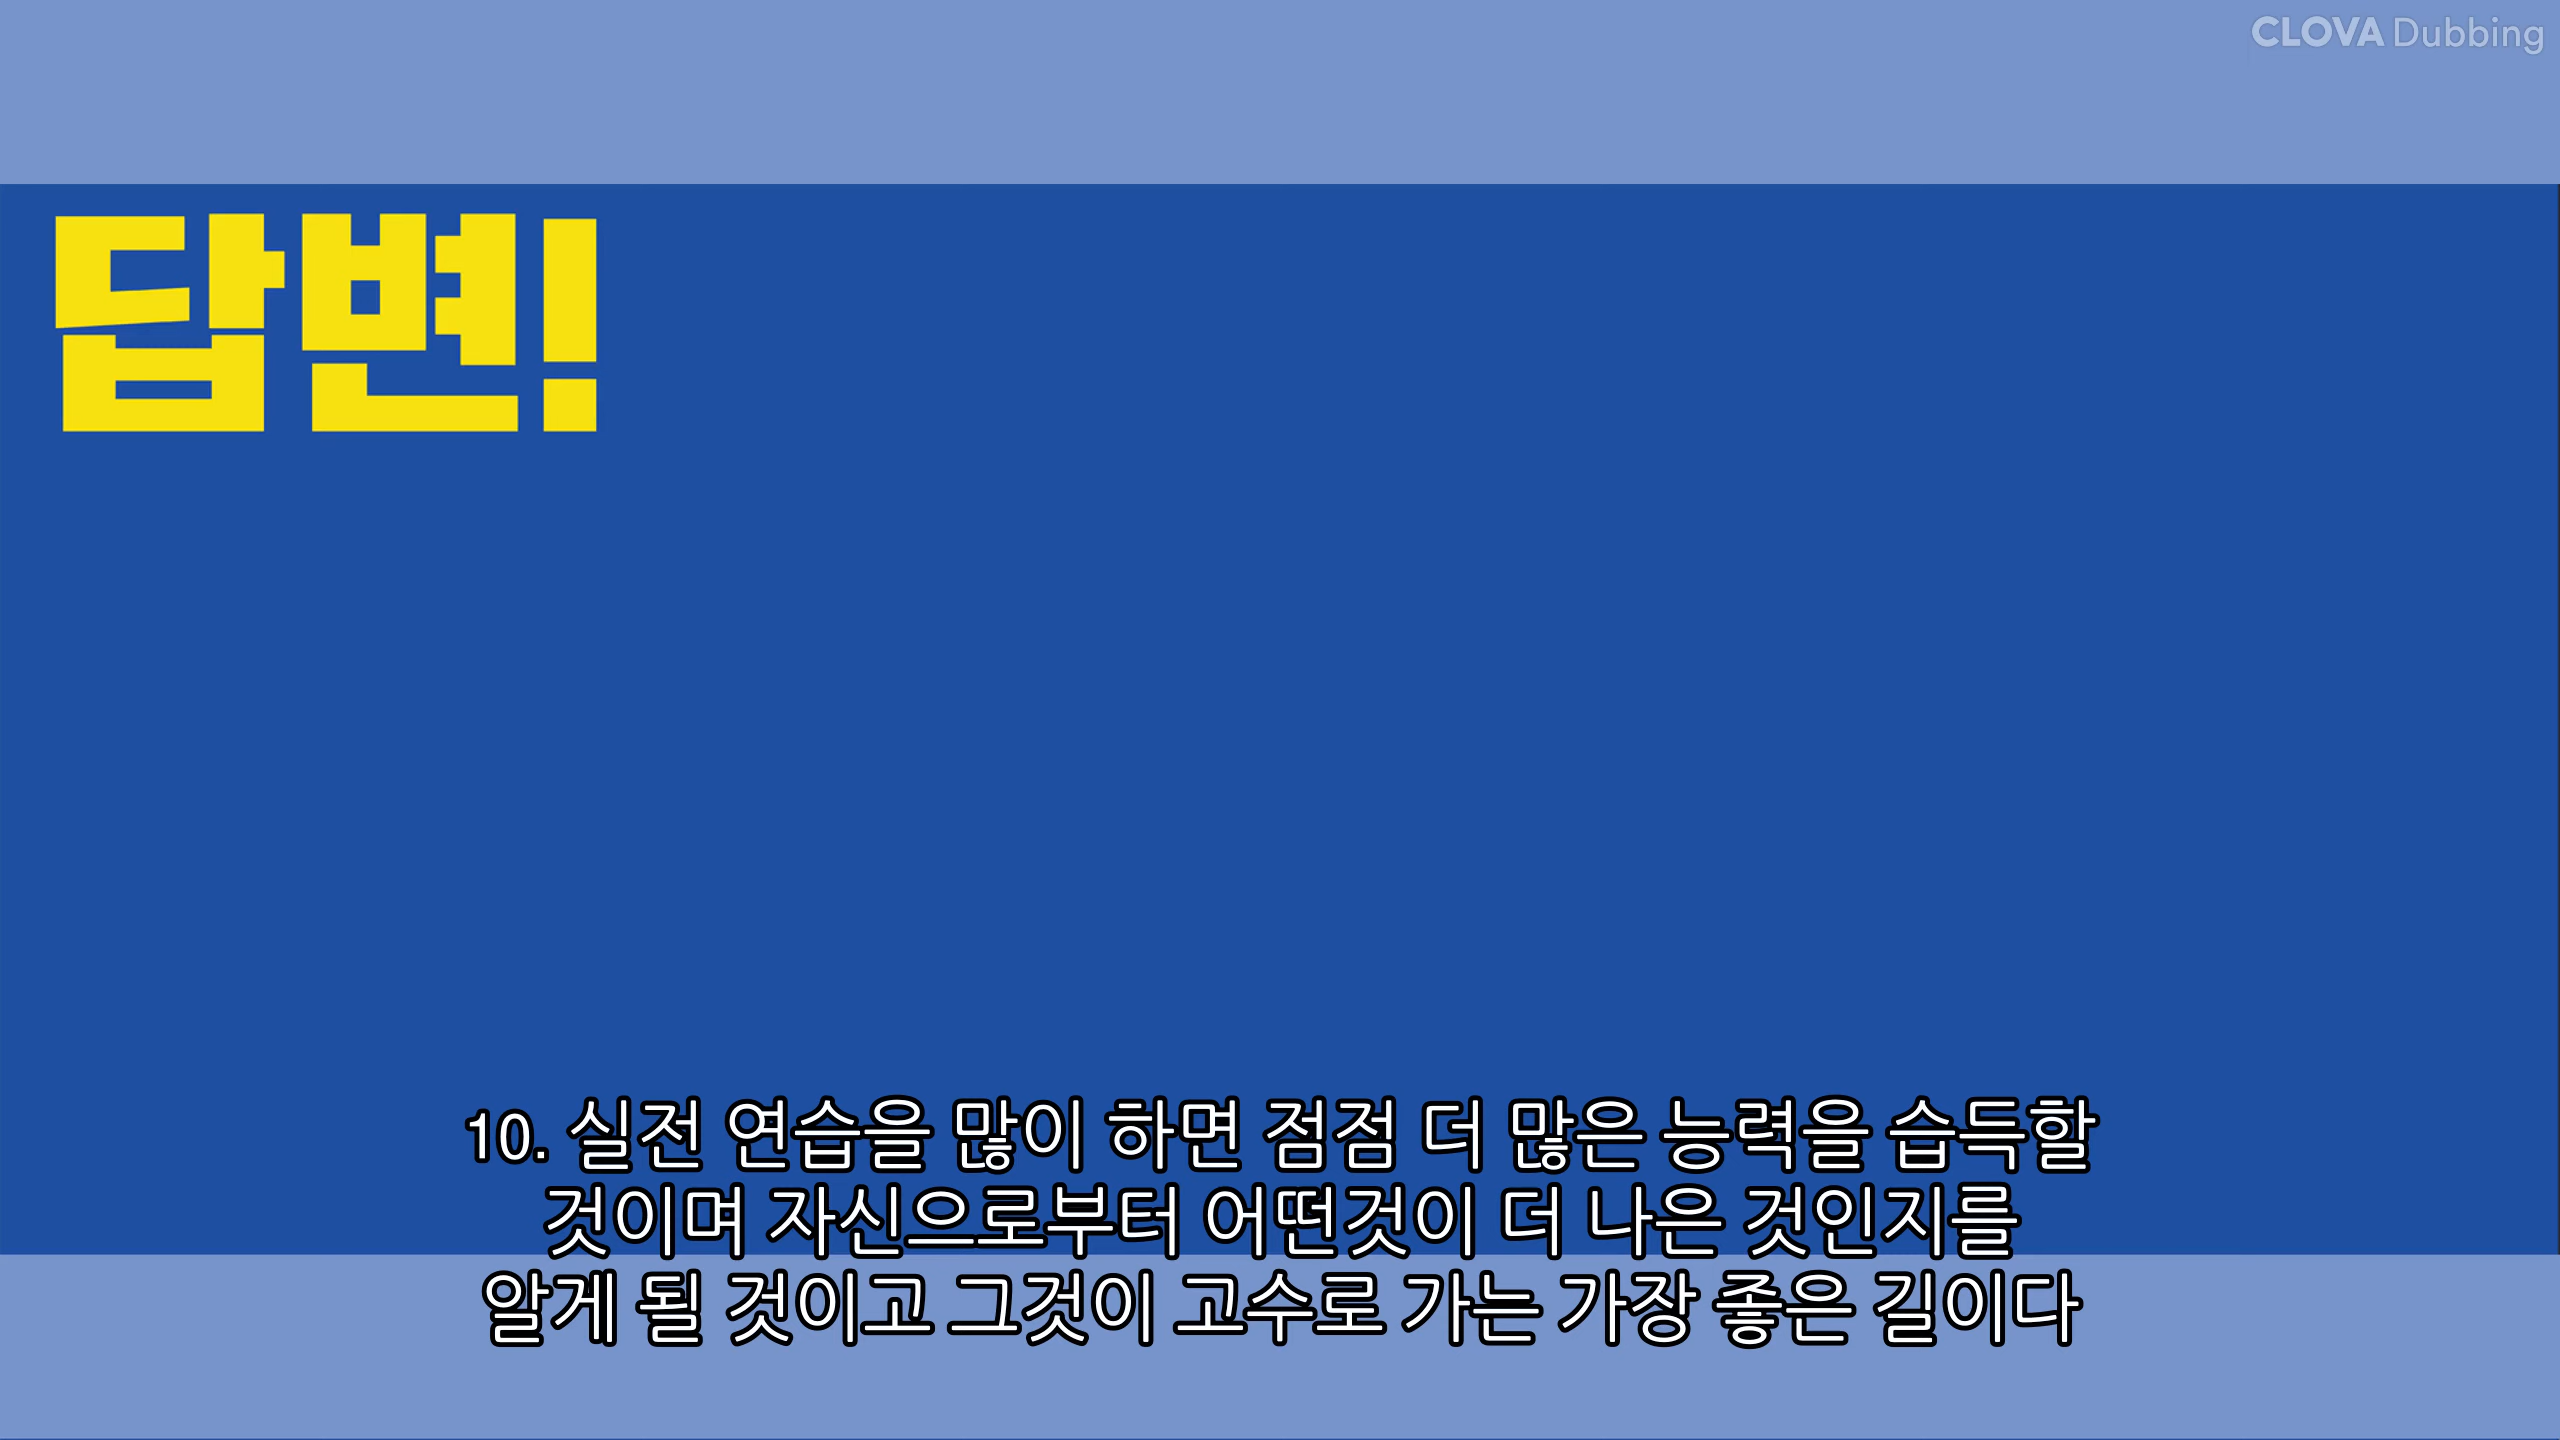 CLOVA Dubbing
답변!
10. 실전 연습을 많이 하면 점점 더 많은 능력을 습득할
것이며 자신으로부터 어떤것이 더 나은 것인지를
알게 될 것이고 그것이 고수로 가는 가장 좋은 길이다